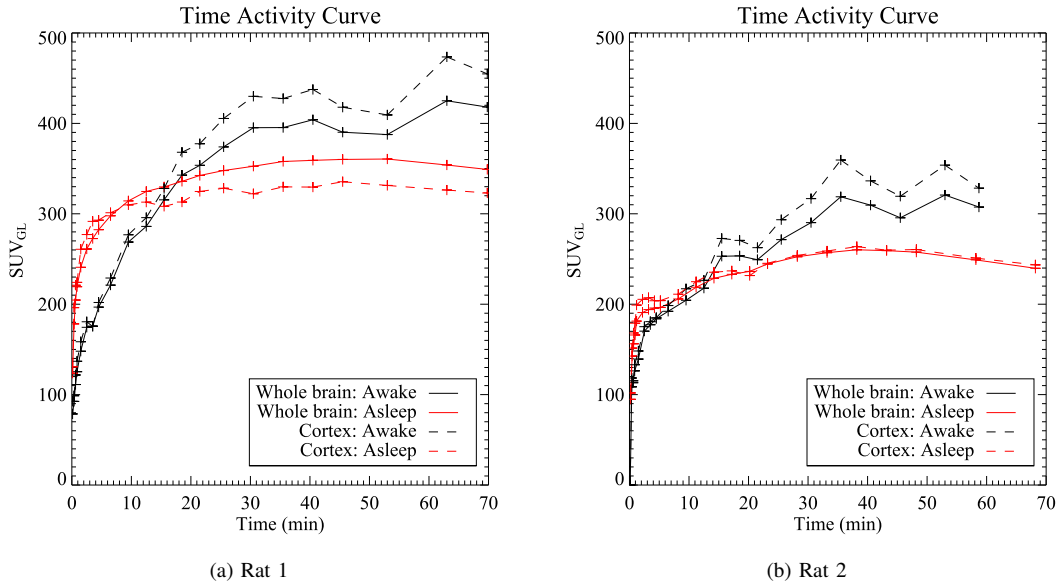 Time Activity Curve
500
400
300
200
100
0
SUV_GL
Whole brain: Awake
Whole brain: Asleep
Cortex: Awake
Cortex: Asleep
0 10 20 30 40 50 60 70
Time (min)
(a) Rat 1
Time Activity Curve
500
400
300
200
100
0
SUV_GL
Whole brain: Awake
Whole brain: Asleep
Cortex: Awake
Cortex: Asleep
0 10 20 30 40 50 60 70
Time (min)
(b) Rat 2